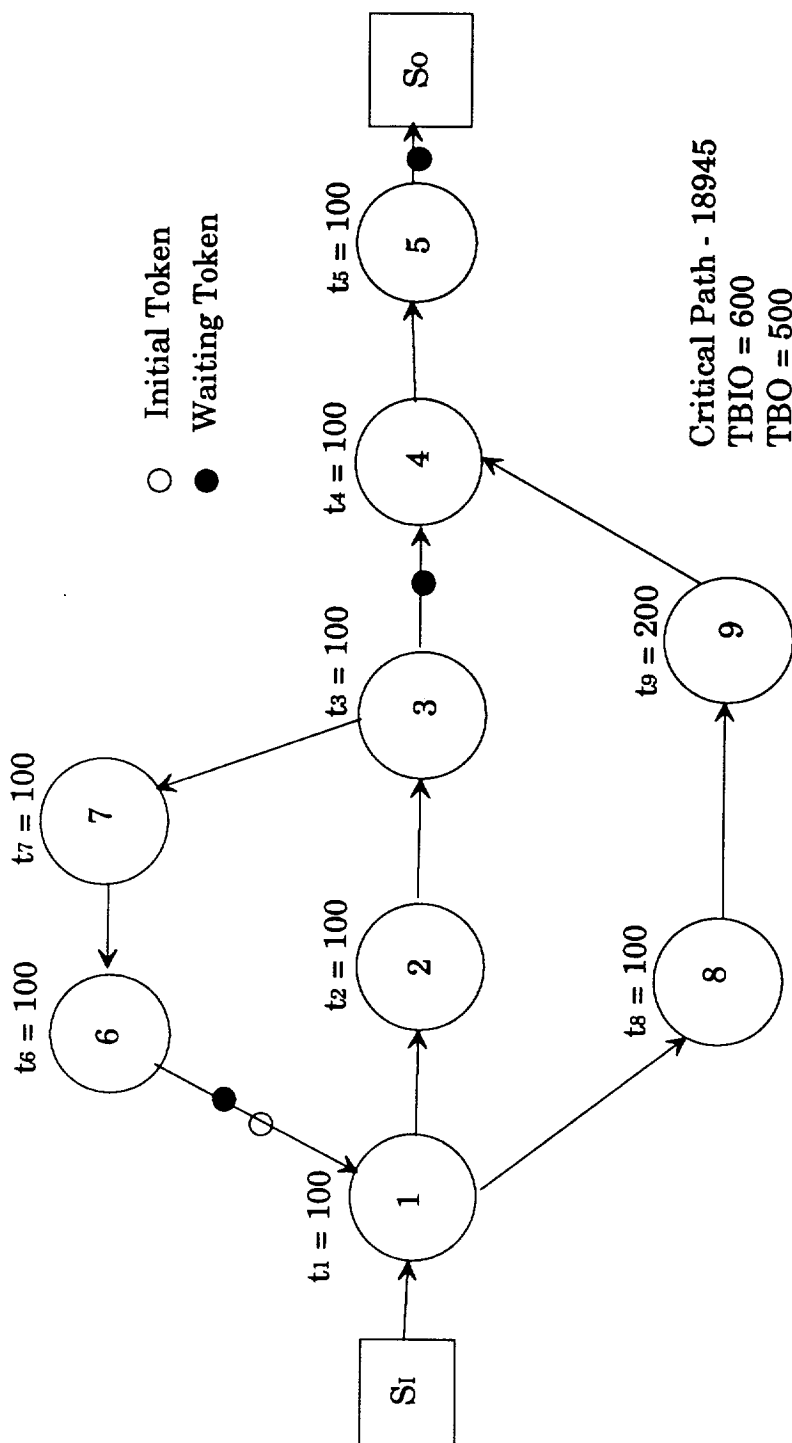 Initial Token
Waiting Token
t7 = 100
7
t6 = 100
6
t1 = 100
1
t2 = 100
2
t3 = 100
3
t4 = 100
4
t5 = 100
5
SI
SO
t8 = 100
8
t9 = 200
9
Critical Path - 18945
TBIO = 600
TBO = 500